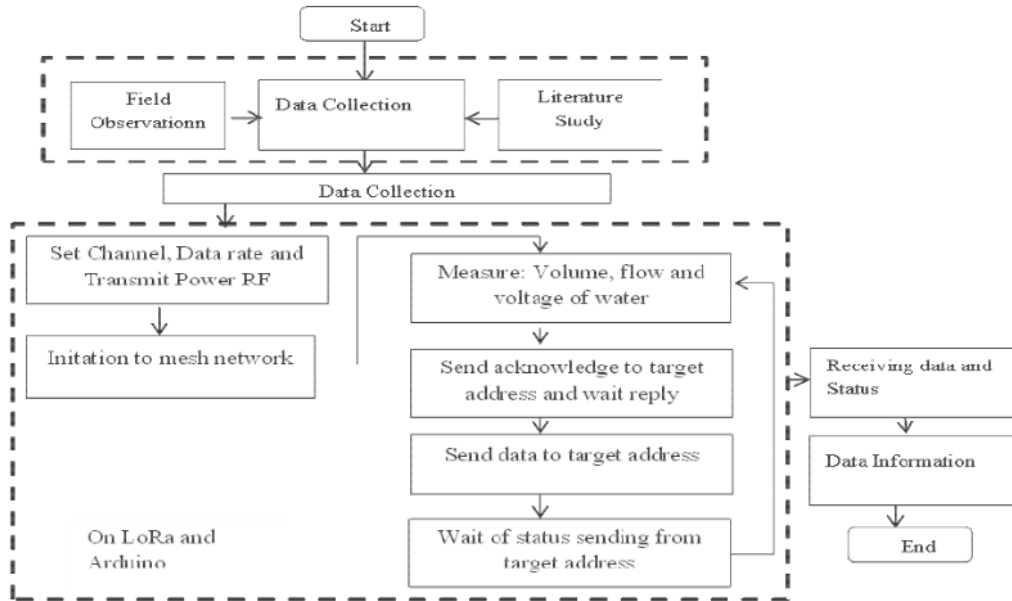 Start
Field
Observationn
Data Collection
Literature
Study
Data Collection
Set Channel, Data rate and
Transmit Power RF
Initation to mesh network
Measure: Volume, flow and
voltage of water
Send acknowledge to target
address and wait reply
Send data to target address
Wait of status sending from
target address
On LoRa and
Arduino
Receiving data and
Status
Data Information
End